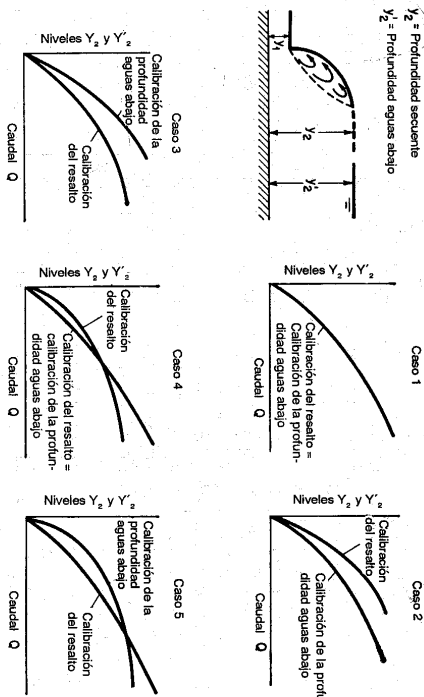 y₂ = Profundidad secuente
y'₂ = Profundidad aguas abajo
y₁
y₂
y'₂
Caso 1
Niveles Y₂ y Y'₂
Calibración del resalto =
Calibración de la profun-
didad aguas abajo
Caudal Q
Caso 2
Niveles Y₂ y Y'₂
Calibración
del resalto
Calibración de la
didad aguas abajo
Caudal Q
Caso 3
Niveles Y₂ y Y'₂
Calibración de la
profundidad
aguas abajo
Calibración
del resalto
Caudal Q
Caso 4
Niveles Y₂ y Y'₂
Calibración
del resalto
Calibración del resalto =
calibración de la profun-
didad aguas abajo
Caudal Q
Caso 5
Niveles Y₂ y Y'₂
Calibración de la
profundidad
aguas abajo
Calibración
del resalto
Caudal Q